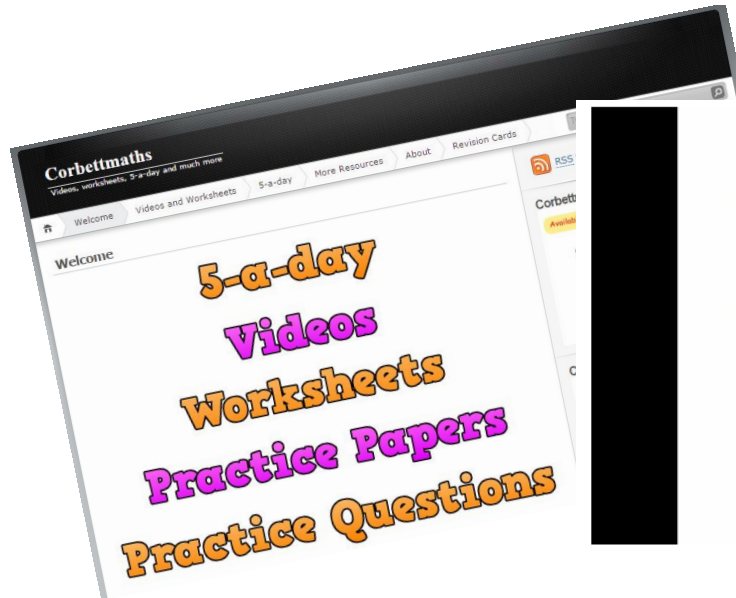 Corbettmaths
Videos, worksheets, 5-a-day and much more
Welcome
Videos and Worksheets
5-a-day
More Resources
About
Revision Cards
RSS
Welcome
5-a-day
Videos
Worksheets
Practice Papers
Practice Questions